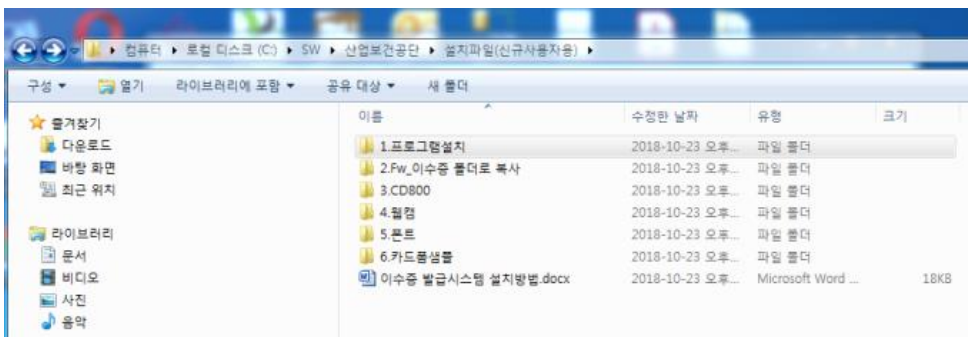 컴퓨터 ▸ 로컬 디스크 (C:) ▸ SW ▸ 산업보건공단 ▸ 설치파일(신규사용자용) ▸
구성 열기 라이브러리에 포함 공유 대상 새 폴더
이름 수정한 날짜 유형 크기
즐겨찾기
다운로드
바탕 화면
최근 위치
라이브러리
문서
비디오
사진
음악
1.프로그램설치 2018-10-23 오후... 파일 폴더
2.Fw_이수증 폴더로 복사 2018-10-23 오후... 파일 폴더
3.CD800 2018-10-23 오후... 파일 폴더
4.웹캠 2018-10-23 오후... 파일 폴더
5.폰트 2018-10-23 오후... 파일 폴더
6.카드폼샘플 2018-10-23 오후... 파일 폴더
이수증 발급시스템 설치방법.docx 2018-10-23 오후... Microsoft Word ... 18KB